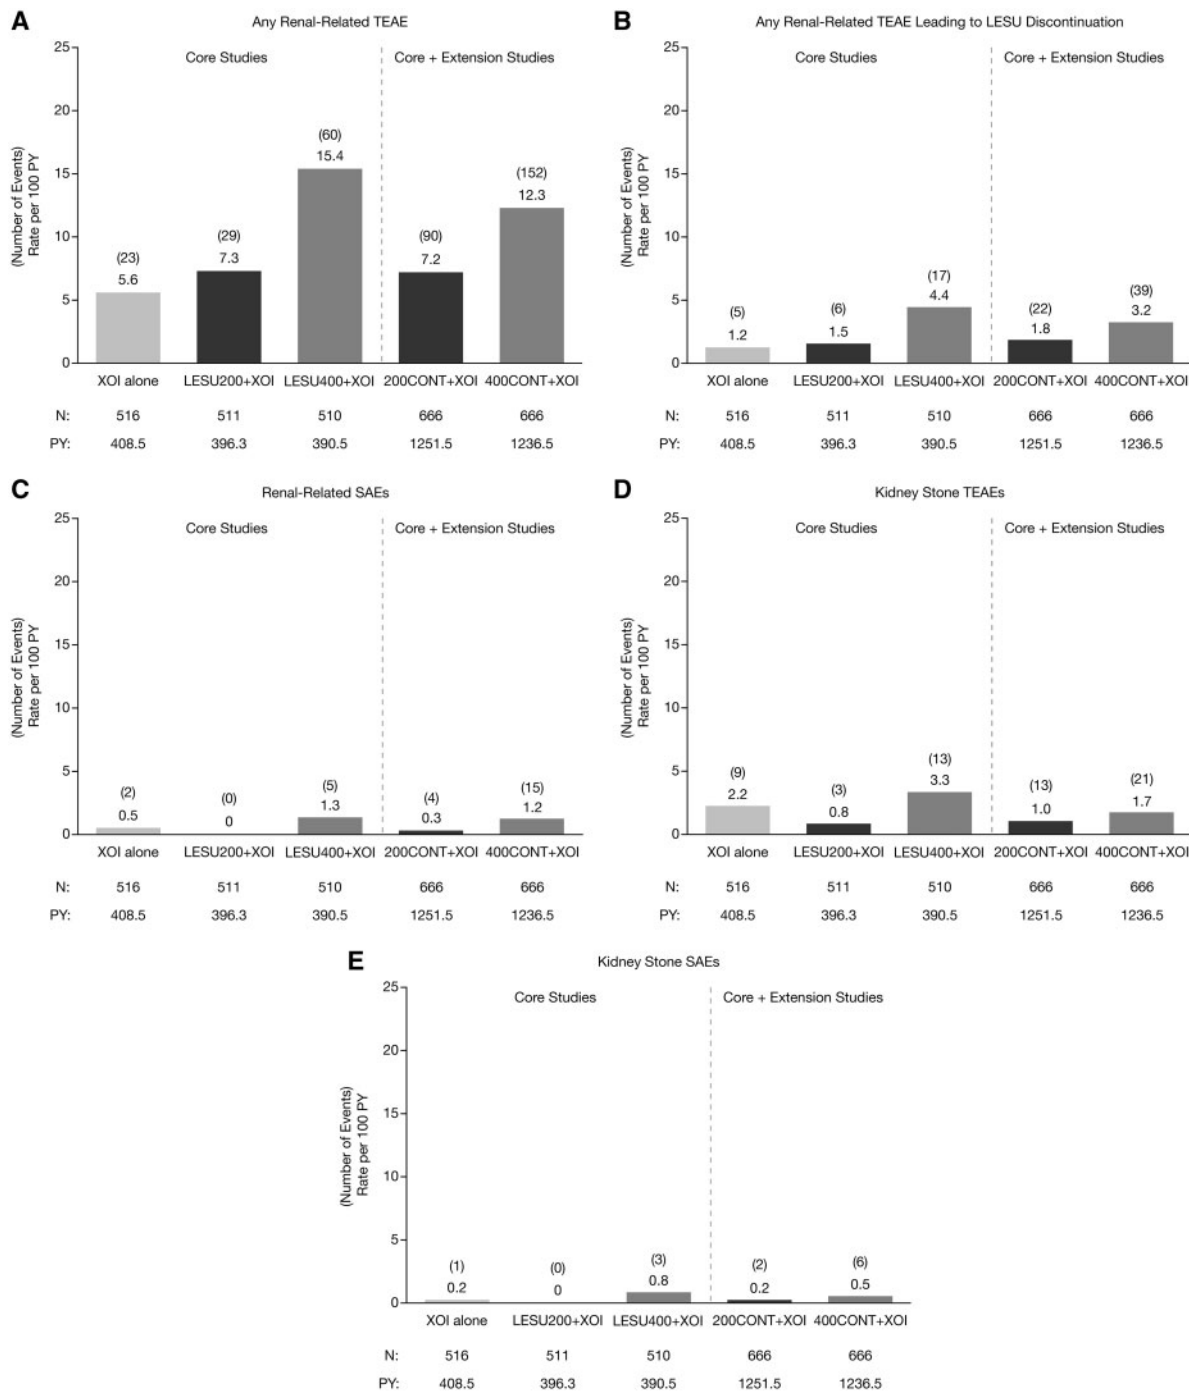 A
Any Renal-Related TEAE
Core Studies
Core + Extension Studies
(Number of Events)
Rate per 100 PY
25
20
15
10
5
0
(23)
5.6
(29)
7.3
(60)
15.4
(90)
7.2
(152)
12.3
XOI alone LESU200+XOI LESU400+XOI 200CONT+XOI 400CONT+XOI
N: 516 511 510 666 666
PY: 408.5 396.3 390.5 1251.5 1236.5
B
Any Renal-Related TEAE Leading to LESU Discontinuation
Core Studies
Core + Extension Studies
(Number of Events)
Rate per 100 PY
25
20
15
10
5
0
(5)
1.2
(6)
1.5
(17)
4.4
(22)
1.8
(39)
3.2
XOI alone LESU200+XOI LESU400+XOI 200CONT+XOI 400CONT+XOI
N: 516 511 510 666 666
PY: 408.5 396.3 390.5 1251.5 1236.5
C
Renal-Related SAEs
Core Studies
Core + Extension Studies
(Number of Events)
Rate per 100 PY
25
20
15
10
5
0
(2)
0.5
(0)
0
(5)
1.3
(4)
0.3
(15)
1.2
XOI alone LESU200+XOI LESU400+XOI 200CONT+XOI 400CONT+XOI
N: 516 511 510 666 666
PY: 408.5 396.3 390.5 1251.5 1236.5
D
Kidney Stone TEAEs
Core Studies
Core + Extension Studies
(Number of Events)
Rate per 100 PY
25
20
15
10
5
0
(9)
2.2
(3)
0.8
(13)
3.3
(13)
1.0
(21)
1.7
XOI alone LESU200+XOI LESU400+XOI 200CONT+XOI 400CONT+XOI
N: 516 511 510 666 666
PY: 408.5 396.3 390.5 1251.5 1236.5
E
Kidney Stone SAEs
Core Studies
Core + Extension Studies
(Number of Events)
Rate per 100 PY
25
20
15
10
5
0
(1)
0.2
(0)
0
(3)
0.8
(2)
0.2
(6)
0.5
XOI alone LESU200+XOI LESU400+XOI 200CONT+XOI 400CONT+XOI
N: 516 511 510 666 666
PY: 408.5 396.3 390.5 1251.5 1236.5